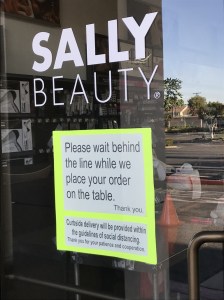 SALLY
BEAUTY®
Please wait behind
the line while we
place your order
on the table.
Thank you.
Curbside delivery will be provided within
the guidelines of social distancing.
Thank you for your patience and cooperation.